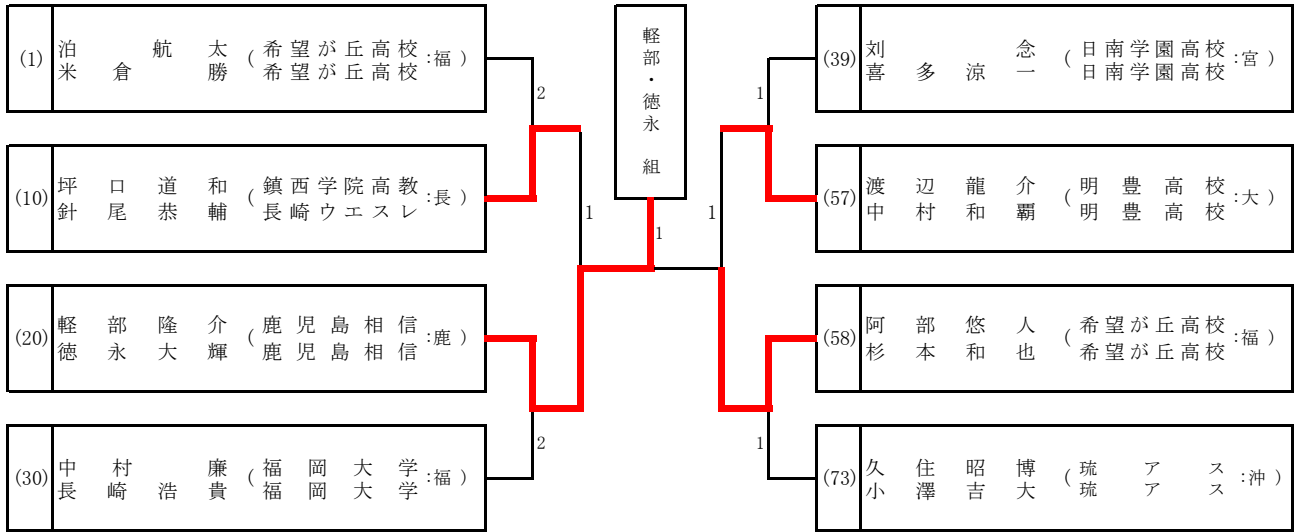 (1) 泊 航太 (希望が丘高校:福)
米倉 勝 希望が丘高校
(10) 坪口道和 (鎮西学院高教:長)
針尾恭輔 長崎ウエスレ
(20) 軽部隆介 (鹿児島相信:鹿)
徳永大輝 鹿児島相信
(30) 中村 廉 (福岡大学:福)
長崎浩貴 福岡大学
2
1
2
軽部・徳永 組
1
1
1
1
(39) 刘 念 (日南学園高校:宮)
喜多涼一 日南学園高校
(57) 渡辺龍介 (明豊高校:大)
中村和覇 明豊高校
(58) 阿部悠人 (希望が丘高校:福)
杉本和也 希望が丘高校
(73) 久住昭博 (琉アス:沖)
小澤吉大 琉アス